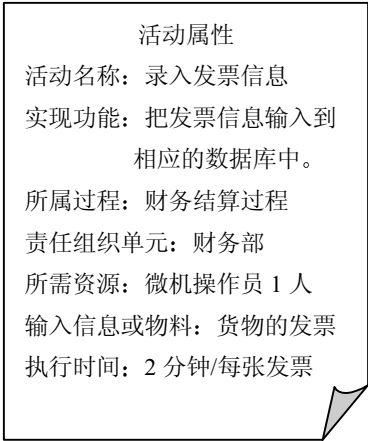 活动属性
活动名称：录入发票信息
实现功能：把发票信息输入到
相应的数据库中。
所属过程：财务结算过程
责任组织单元：财务部
所需资源：微机操作员 1 人
输入信息或物料：货物的发票
执行时间：2 分钟/每张发票